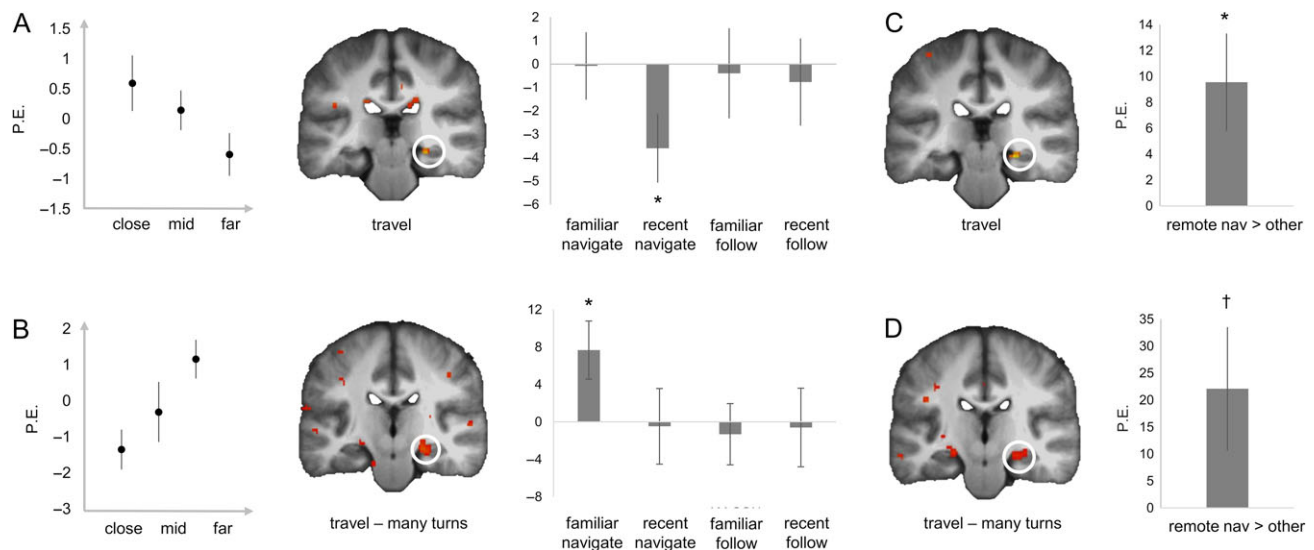 A
P.E.
1.5
1
0.5
0
–0.5
–1
–1.5
close mid far
travel
2
1
0
–1
–2
–3
–4
–5
–6
*
familiar navigate
recent navigate
familiar follow
recent follow
C
travel
P.E.
14
12
10
8
6
4
2
0
*
remote nav > other
B
P.E.
2
1
0
–1
–2
–3
close mid far
travel – many turns
12
8
4
0
–4
–8
*
familiar navigate
recent navigate
familiar follow
recent follow
D
travel – many turns
P.E.
35
30
25
20
15
10
5
0
†
remote nav > other